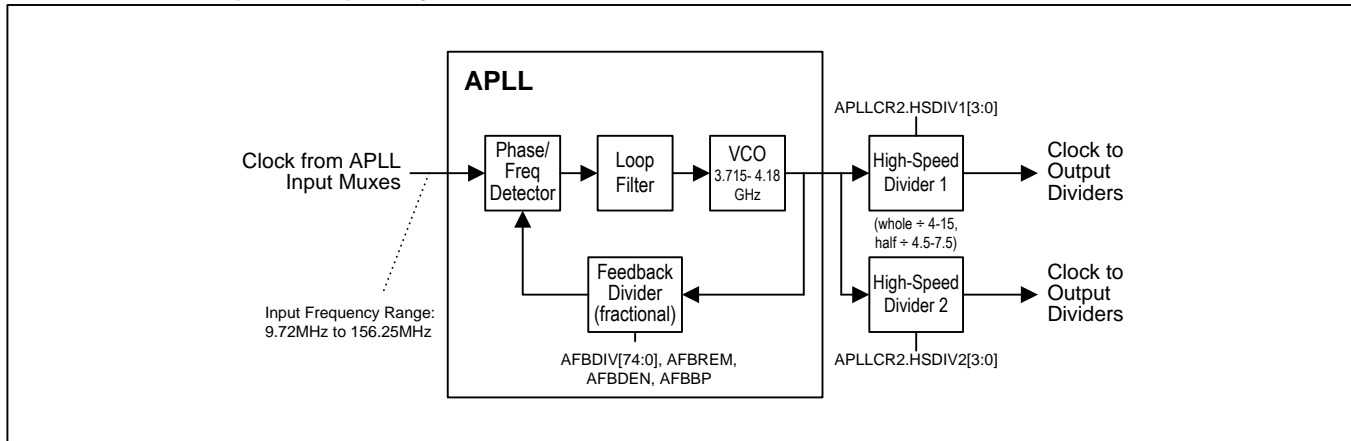 APLL
Clock from APLL
Input Muxes
Phase/
Freq
Detector
Loop
Filter
VCO
3.715- 4.18
GHz
APLLCR2.HSDIV1[3:0]
High-Speed
Divider 1
Clock to
Output
Dividers
(whole ÷ 4-15,
half ÷ 4.5-7.5)
Feedback
Divider
(fractional)
High-Speed
Divider 2
Clock to
Output
Dividers
Input Frequency Range:
9.72MHz to 156.25MHz
AFBDIV[74:0], AFBREM,
AFBDEN, AFBBP
APLLCR2.HSDIV2[3:0]